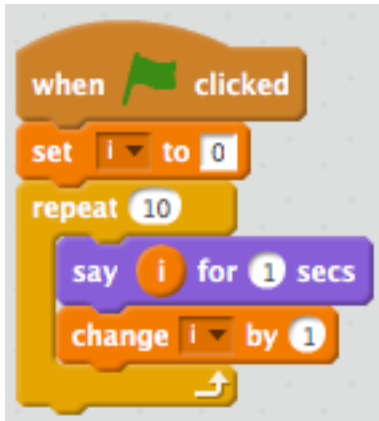 when clicked
set i to 0
repeat 10
say i for 1 secs
change i by 1